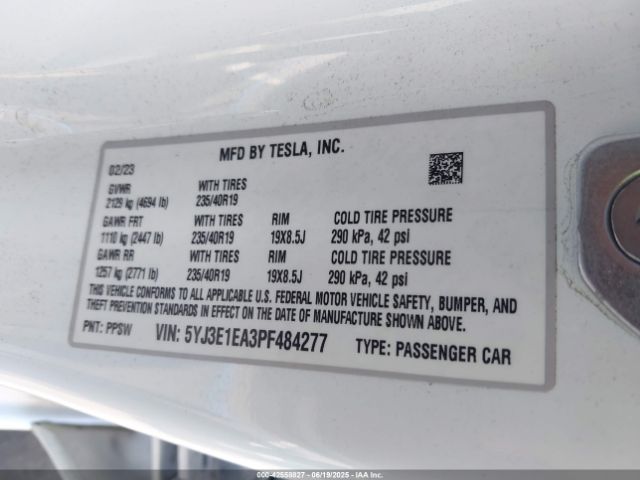 MFD BY TESLA, INC.
02/23
GVWR WITH TIRES
2129 kg (4694 lb) 235/40R19
GAWR FRT WITH TIRES RIM COLD TIRE PRESSURE
1110 kg (2447 lb) 235/40R19 19X8.5J 290 kPa, 42 psi
GAWR RR WITH TIRES RIM COLD TIRE PRESSURE
1257 kg (2771 lb) 235/40R19 19X8.5J 290 kPa, 42 psi
THIS VEHICLE CONFORMS TO ALL APPLICABLE U.S. FEDERAL MOTOR VEHICLE SAFETY, BUMPER, AND
THEFT PREVENTION STANDARDS IN EFFECT ON THE DATE OF MANUFACTURE SHOWN ABOVE.
PNT: PPSW VIN: 5YJ3E1EA3PF484277 TYPE: PASSENGER CAR
000-42558827 - 06/19/2025 - IAAI.COM